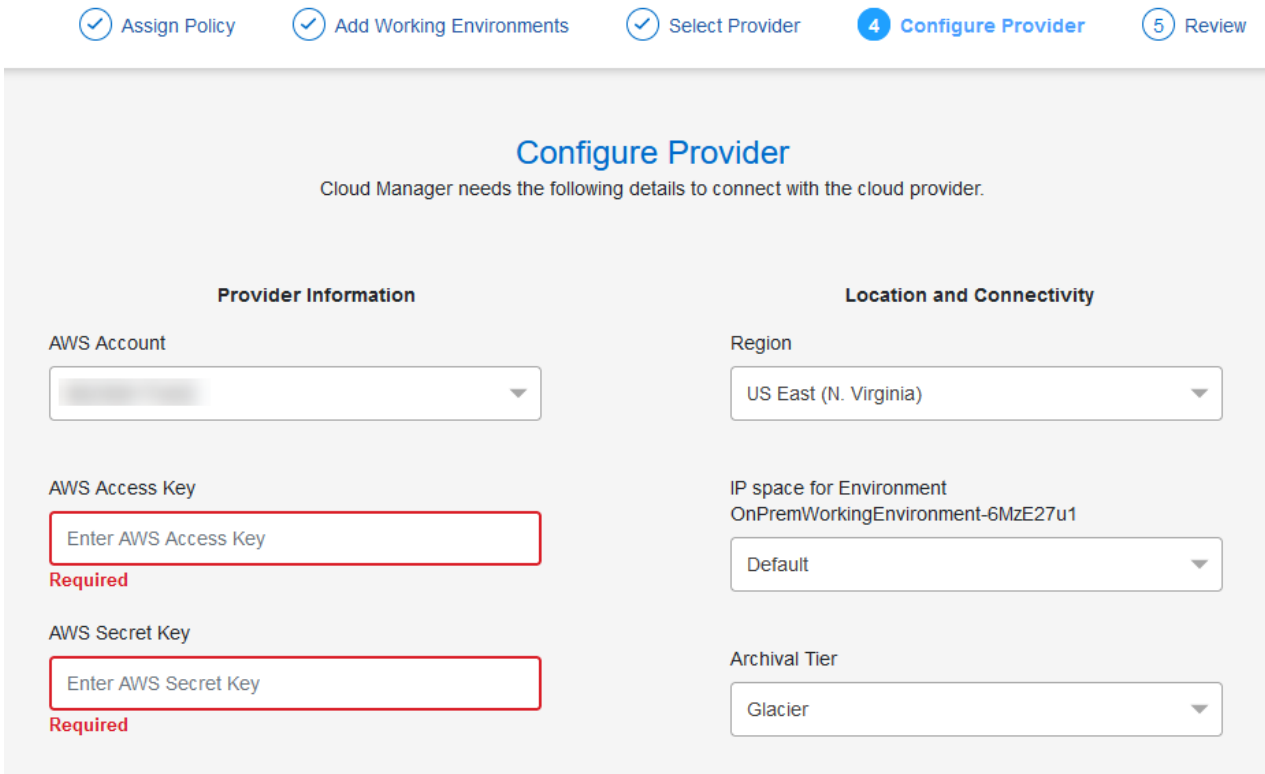 Assign Policy
Add Working Environments
Select Provider
4 Configure Provider
5 Review
Configure Provider
Cloud Manager needs the following details to connect with the cloud provider.
Provider Information
AWS Account
AWS Access Key
Enter AWS Access Key
Required
AWS Secret Key
Enter AWS Secret Key
Required
Location and Connectivity
Region
US East (N. Virginia)
IP space for Environment
OnPremWorkingEnvironment-6MzE27u1
Default
Archival Tier
Glacier